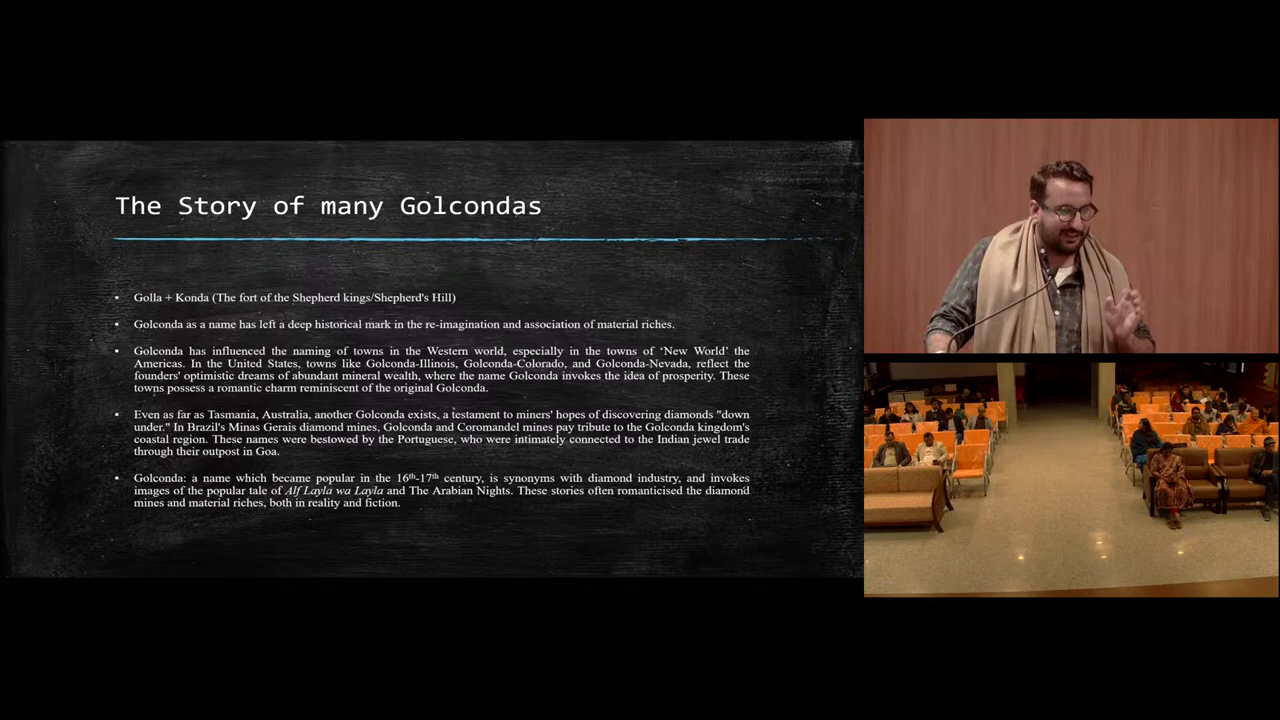 The Story of many Golcondas
▪ Golla + Konda (The fort of the Shepherd kings/Shepherd's Hill)
▪ Golconda as a name has left a deep historical mark in the re-imagination and association of material riches.
▪ Golconda has influenced the naming of towns in the Western world, especially in the towns of ‘New World’ the
Americas. In the United States, towns like Golconda-Illinois, Golconda-Colorado, and Golconda-Nevada, reflect the
founders' optimistic dreams of abundant mineral wealth, where the name Golconda invokes the idea of prosperity. These
towns possess a romantic charm reminiscent of the original Golconda.
▪ Even as far as Tasmania, Australia, another Golconda exists, a testament to miners' hopes of discovering diamonds "down
under." In Brazil's Minas Gerais diamond mines, Golconda and Coromandel mines pay tribute to the Golconda kingdom's
coastal region. These names were bestowed by the Portuguese, who were intimately connected to the Indian jewel trade
through their outpost in Goa.
▪ Golconda: a name which became popular in the 16th-17th century, is synonyms with diamond industry, and invokes
images of the popular tale of Alf Layla wa Layla and The Arabian Nights. These stories often romanticised the diamond
mines and material riches, both in reality and fiction.